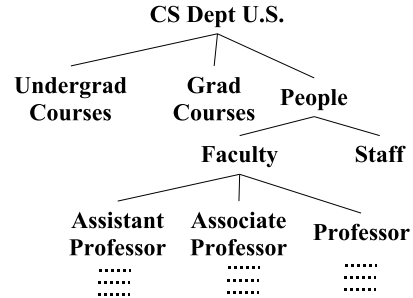 CS Dept U.S.
Undergrad
Courses
Grad
Courses
People
Faculty
Staff
Assistant
Professor
Associate
Professor
Professor